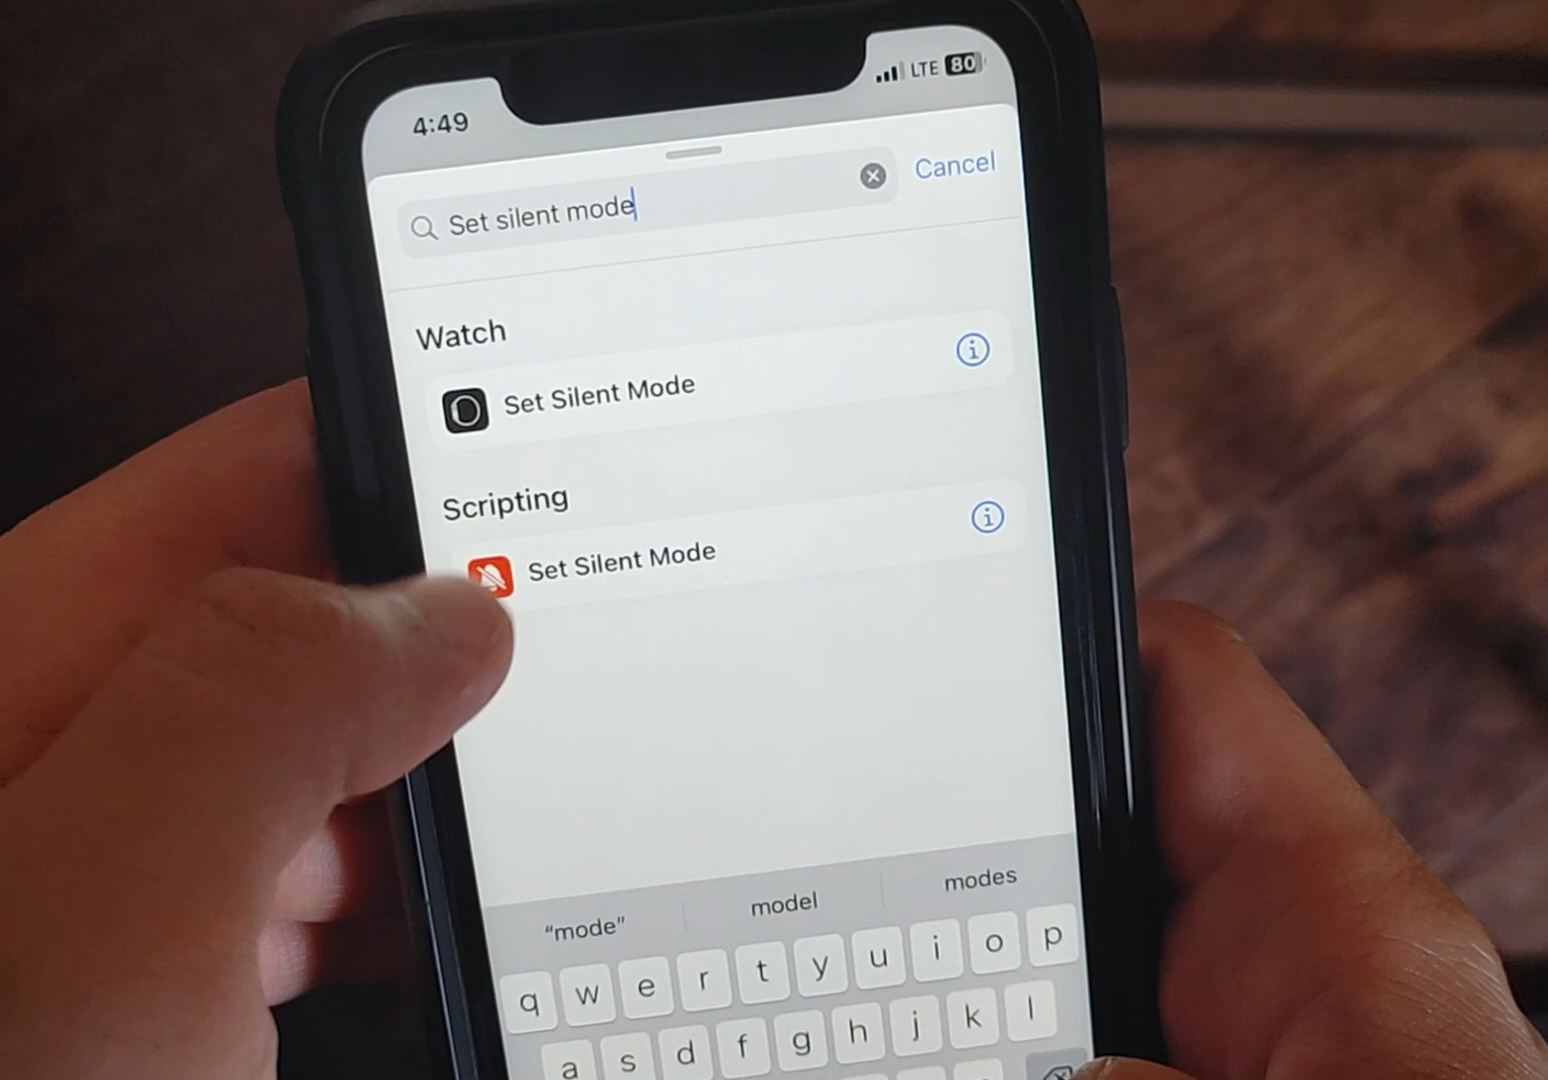 4:49
LTE 80
Set silent mode
Cancel
Watch
Set Silent Mode
Scripting
Set Silent Mode
"mode" model modes
q w e r t y u i o p
a s d f g h j k l